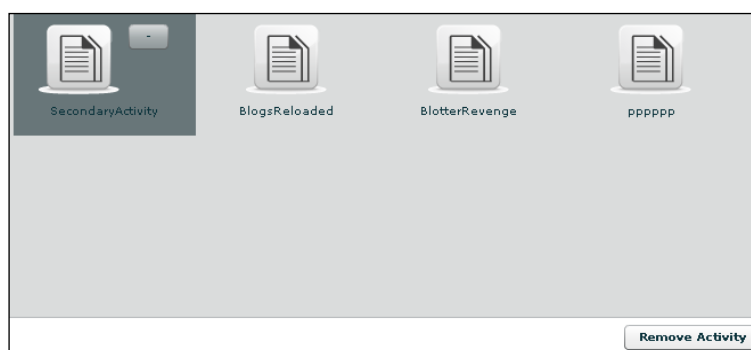 -
SecondaryActivity
BlogsReloaded
BlotterRevenge
pppppp
Remove Activity